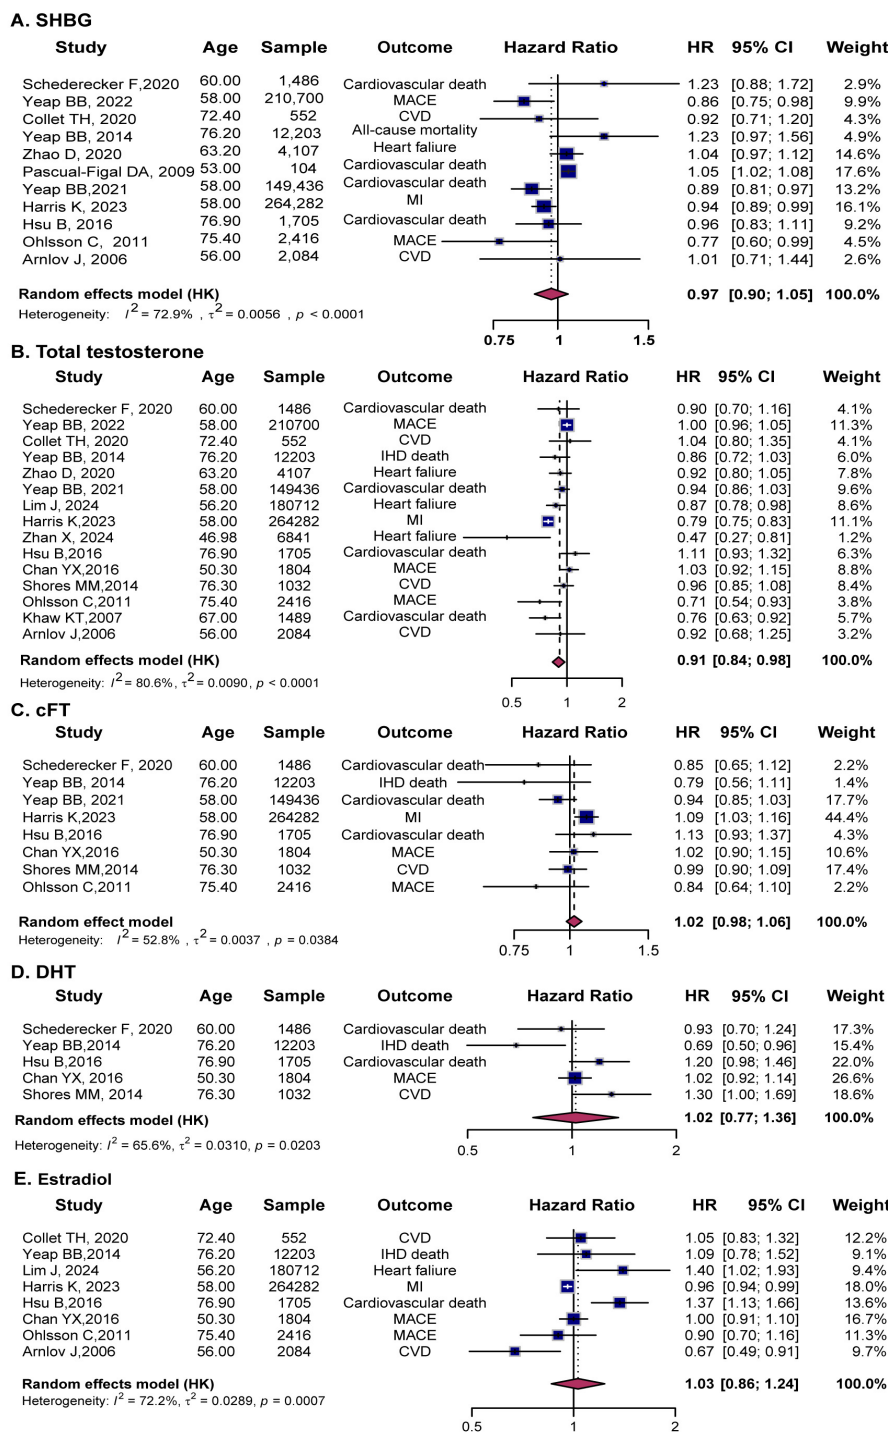 A. SHBG
Study Age Sample Outcome Hazard Ratio HR 95% CI Weight
Schederecker F,2020 60.00 1,486 Cardiovascular death 1.23 [0.88; 1.72] 2.9%
Yeap BB, 2022 58.00 210,700 MACE 0.86 [0.75; 0.98] 9.9%
Collet TH, 2020 72.40 552 CVD 0.92 [0.71; 1.20] 4.3%
Yeap BB, 2014 76.20 12,203 All-cause mortality 1.23 [0.97; 1.56] 4.9%
Zhao D, 2020 63.20 4,107 Heart faliure 1.04 [0.97; 1.12] 14.6%
Pascual-Figal DA, 2009 53.00 104 Cardiovascular death 1.05 [1.02; 1.08] 17.6%
Yeap BB,2021 58.00 149,436 Cardiovascular death 0.89 [0.81; 0.97] 13.2%
Harris K, 2023 58.00 264,282 MI 0.94 [0.89; 0.99] 16.1%
Hsu B, 2016 76.90 1,705 Cardiovascular death 0.96 [0.83; 1.11] 9.2%
Ohlsson C, 2011 75.40 2,416 MACE 0.77 [0.60; 0.99] 4.5%
Arnlov J, 2006 56.00 2,084 CVD 1.01 [0.71; 1.44] 2.6%
Random effects model (HK) 0.97 [0.90; 1.05] 100.0%
Heterogeneity: I² = 72.9% , τ² = 0.0056 , p < 0.0001
0.75 1 1.5
B. Total testosterone
Study Age Sample Outcome Hazard Ratio HR 95% CI Weight
Schederecker F, 2020 60.00 1486 Cardiovascular death 0.90 [0.70; 1.16] 4.1%
Yeap BB, 2022 58.00 210700 MACE 1.00 [0.96; 1.05] 11.3%
Collet TH, 2020 72.40 552 CVD 1.04 [0.80; 1.35] 4.1%
Yeap BB, 2014 76.20 12203 IHD death 0.86 [0.72; 1.03] 6.0%
Zhao D, 2020 63.20 4107 Heart faliure 0.92 [0.80; 1.05] 7.8%
Yeap BB, 2021 58.00 149436 Cardiovascular death 0.94 [0.86; 1.03] 9.6%
Lim J, 2024 56.20 180712 Heart faliure 0.87 [0.78; 0.98] 8.6%
Harris K,2023 58.00 264282 MI 0.79 [0.75; 0.83] 11.1%
Zhan X, 2024 46.98 6841 Heart faliure 0.47 [0.27; 0.81] 1.2%
Hsu B,2016 76.90 1705 Cardiovascular death 1.11 [0.93; 1.32] 6.3%
Chan YX,2016 50.30 1804 MACE 1.03 [0.92; 1.15] 8.8%
Shores MM,2014 76.30 1032 CVD 0.96 [0.85; 1.08] 8.4%
Ohlsson C,2011 75.40 2416 MACE 0.71 [0.54; 0.93] 3.8%
Khaw KT,2007 67.00 1489 Cardiovascular death 0.76 [0.63; 0.92] 5.7%
Arnlov J,2006 56.00 2084 CVD 0.92 [0.68; 1.25] 3.2%
Random effects model (HK) 0.91 [0.84; 0.98] 100.0%
Heterogeneity: I² = 80.6%, τ² = 0.0090, p < 0.0001
0.5 1 2
C. cFT
Study Age Sample Outcome Hazard Ratio HR 95% CI Weight
Schederecker F, 2020 60.00 1486 Cardiovascular death 0.85 [0.65; 1.12] 2.2%
Yeap BB, 2014 76.20 12203 IHD death 0.79 [0.56; 1.11] 1.4%
Yeap BB, 2021 58.00 149436 Cardiovascular death 0.94 [0.85; 1.03] 17.7%
Harris K,2023 58.00 264282 MI 1.09 [1.03; 1.16] 44.4%
Hsu B,2016 76.90 1705 Cardiovascular death 1.13 [0.93; 1.37] 4.3%
Chan YX,2016 50.30 1804 MACE 1.02 [0.90; 1.15] 10.6%
Shores MM,2014 76.30 1032 CVD 0.99 [0.90; 1.09] 17.4%
Ohlsson C,2011 75.40 2416 MACE 0.84 [0.64; 1.10] 2.2%
Random effect model 1.02 [0.98; 1.06] 100.0%
Heterogeneity: I² = 52.8% , τ² = 0.0037 , p = 0.0384
0.75 1 1.5
D. DHT
Study Age Sample Outcome Hazard Ratio HR 95% CI Weight
Schederecker F, 2020 60.00 1486 Cardiovascular death 0.93 [0.70; 1.24] 17.3%
Yeap BB,2014 76.20 12203 IHD death 0.69 [0.50; 0.96] 15.4%
Hsu B,2016 76.90 1705 Cardiovascular death 1.20 [0.98; 1.46] 22.0%
Chan YX, 2016 50.30 1804 MACE 1.02 [0.92; 1.14] 26.6%
Shores MM, 2014 76.30 1032 CVD 1.30 [1.00; 1.69] 18.6%
Random effects model (HK) 1.02 [0.77; 1.36] 100.0%
Heterogeneity: I² = 65.6%, τ² = 0.0310, p = 0.0203
0.5 1 2
E. Estradiol
Study Age Sample Outcome Hazard Ratio HR 95% CI Weight
Collet TH, 2020 72.40 552 CVD 1.05 [0.83; 1.32] 12.2%
Yeap BB,2014 76.20 12203 IHD death 1.09 [0.78; 1.52] 9.1%
Lim J, 2024 56.20 180712 Heart faliure 1.40 [1.02; 1.93] 9.4%
Harris K, 2023 58.00 264282 MI 0.96 [0.94; 0.99] 18.0%
Hsu B,2016 76.90 1705 Cardiovascular death 1.37 [1.13; 1.66] 13.6%
Chan YX,2016 50.30 1804 MACE 1.00 [0.91; 1.10] 16.7%
Ohlsson C,2011 75.40 2416 MACE 0.90 [0.70; 1.16] 11.3%
Arnlov J,2006 56.00 2084 CVD 0.67 [0.49; 0.91] 9.7%
Random effects model (HK) 1.03 [0.86; 1.24] 100.0%
Heterogeneity: I² = 72.2%, τ² = 0.0289, p = 0.0007
0.5 1 2